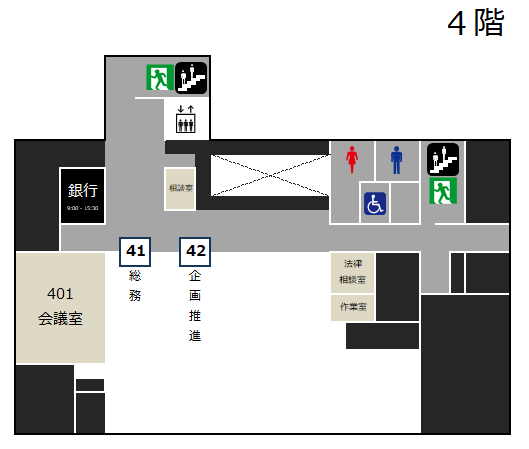 4階
相談室
銀行
9:00 - 15:30
41
総務
42
企画推進
401
会議室
法律
相談室
作業室